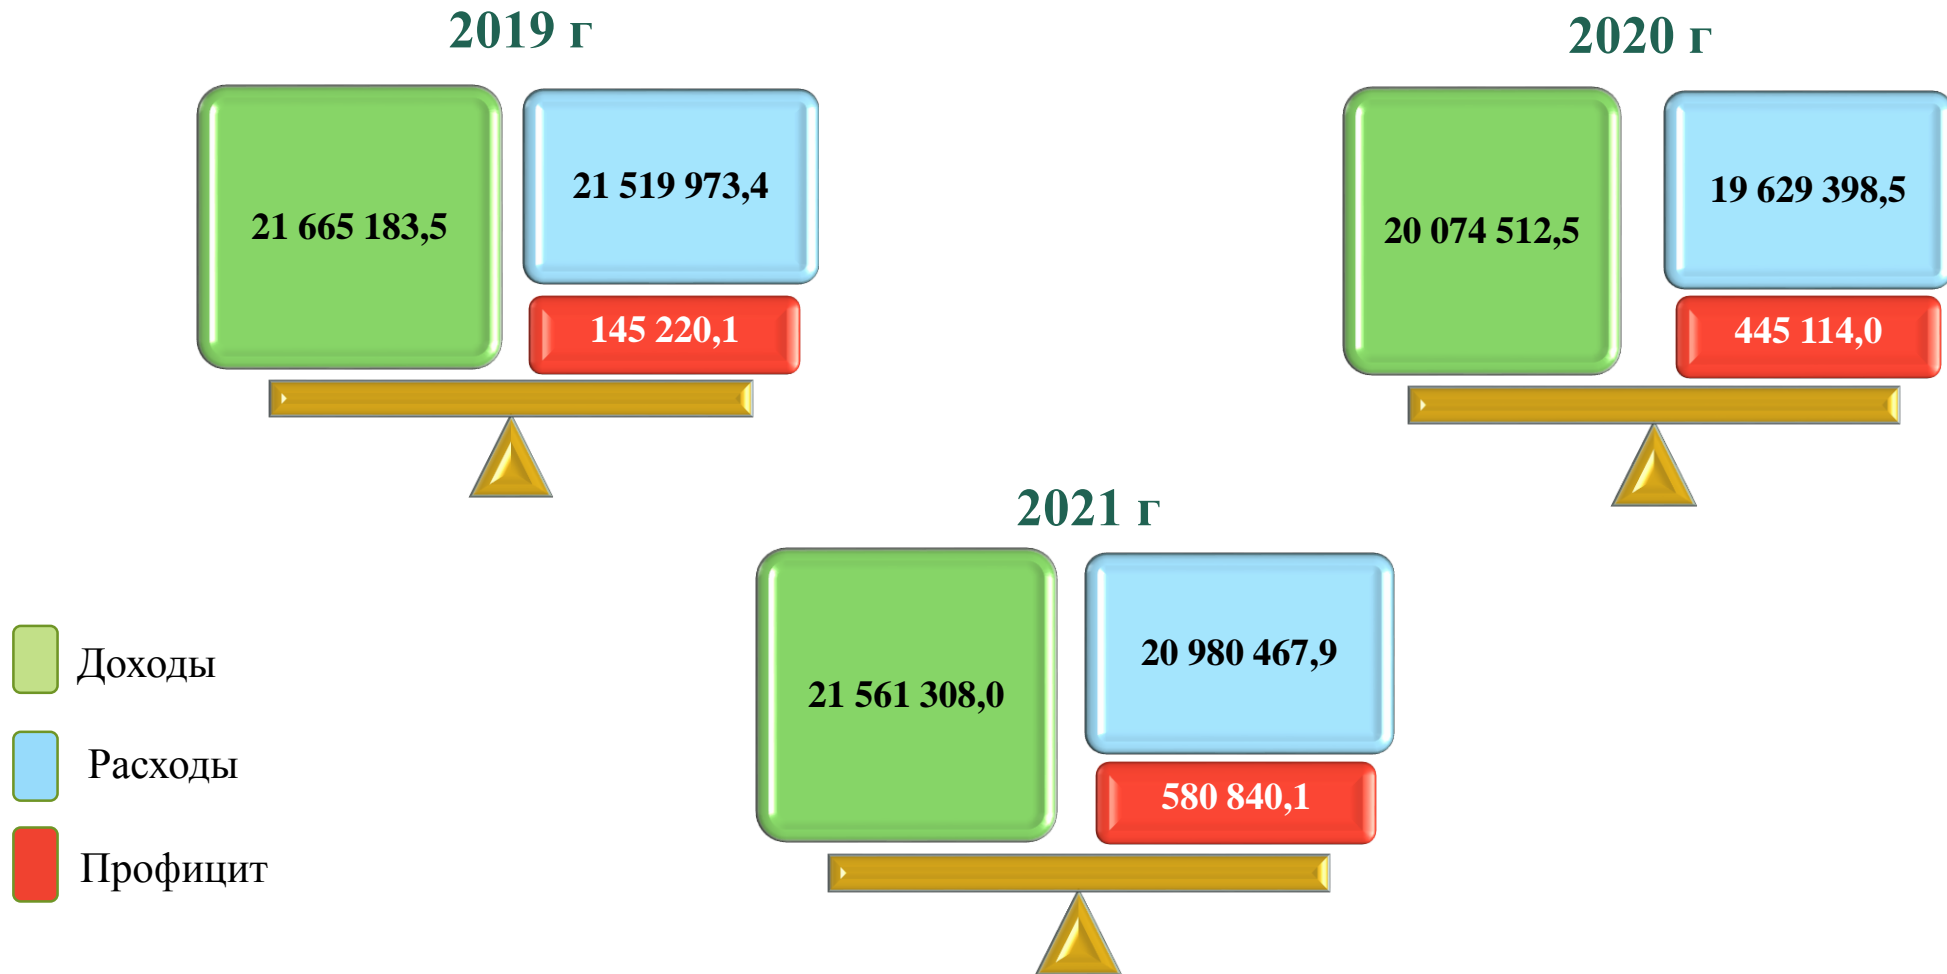 2019 г
21 665 183,5
21 519 973,4
145 220,1
2020 г
20 074 512,5
19 629 398,5
445 114,0
2021 г
21 561 308,0
20 980 467,9
580 840,1
Доходы
Расходы
Профицит